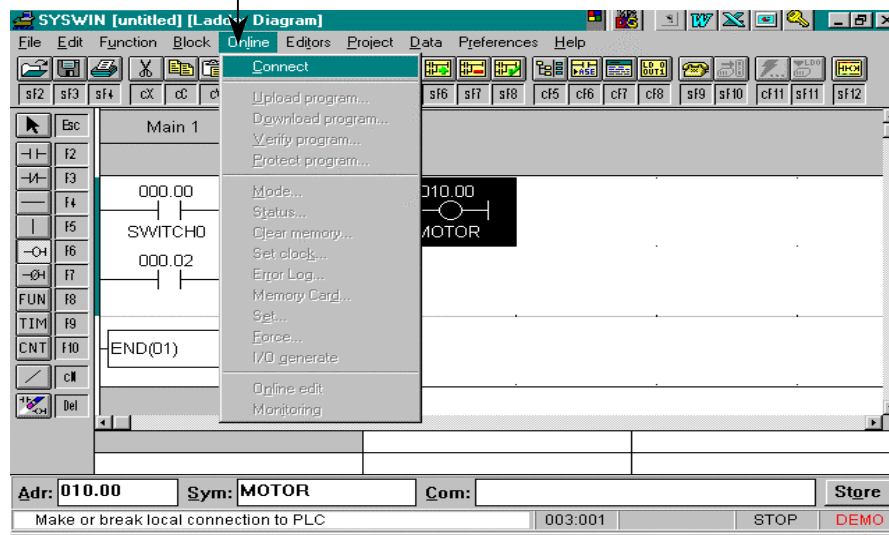 SYSWIN [untitled] [Ladder Diagram]
File Edit Function Block Online Editors Project Data Preferences Help
sF2 sF3 sF4 cX cC sF6 sF7 sF8 cF5 cF6 cF7 cF8 sF9 sF10 cF11 sF11 sF12
Connect
Upload program...
Download program...
Verify program...
Protect program...
Mode...
Status...
Clear memory...
Set clock...
Error Log...
Memory Card...
Set...
Force...
I/O generate
Online edit
Monitoring
Esc
F2
F3
F4
F5
F6
F7
FUN F8
TIM F9
CNT F10
Del
Main 1
000.00
SWITCH0
000.02
010.00
MOTOR
END(01)
Adr: 010.00 Sym: MOTOR Com: Store
Make or break local connection to PLC 003:001 STOP DEMO